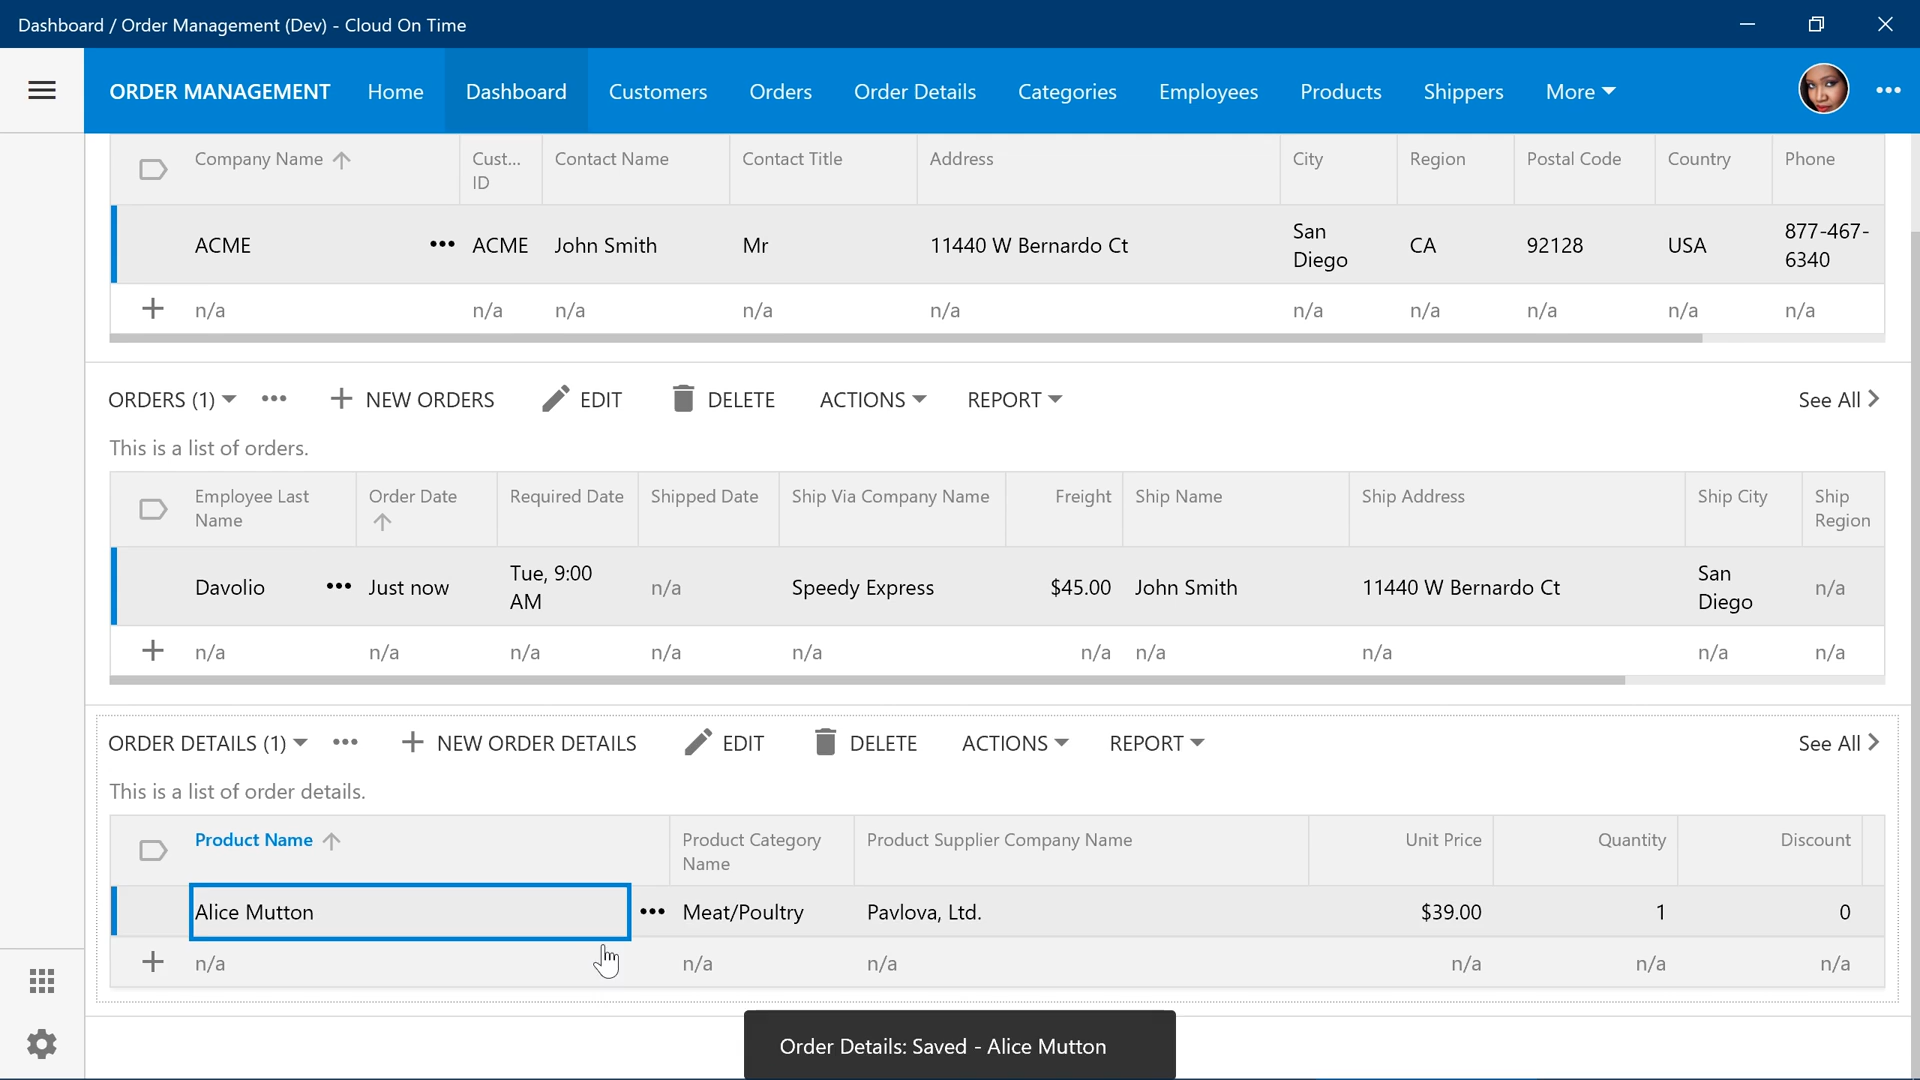 Dashboard / Order Management (Dev) - Cloud On Time
ORDER MANAGEMENT Home Dashboard Customers Orders Order Details Categories Employees Products Shippers More
Company Name Cust... ID Contact Name Contact Title Address City Region Postal Code Country Phone
ACME ACME John Smith Mr 11440 W Bernardo Ct San Diego CA 92128 USA 877-467-6340
n/a n/a n/a n/a n/a n/a n/a n/a n/a n/a
ORDERS (1) NEW ORDERS EDIT DELETE ACTIONS REPORT See All
This is a list of orders.
Employee Last Name Order Date Required Date Shipped Date Ship Via Company Name Freight Ship Name Ship Address Ship City Ship Region
Davolio Just now Tue, 9:00 AM n/a Speedy Express $45.00 John Smith 11440 W Bernardo Ct San Diego n/a
n/a n/a n/a n/a n/a n/a n/a n/a n/a n/a
ORDER DETAILS (1) NEW ORDER DETAILS EDIT DELETE ACTIONS REPORT See All
This is a list of order details.
Product Name Product Category Name Product Supplier Company Name Unit Price Quantity Discount
Alice Mutton Meat/Poultry Pavlova, Ltd. $39.00 1 0
n/a n/a n/a n/a n/a n/a
Order Details: Saved - Alice Mutton